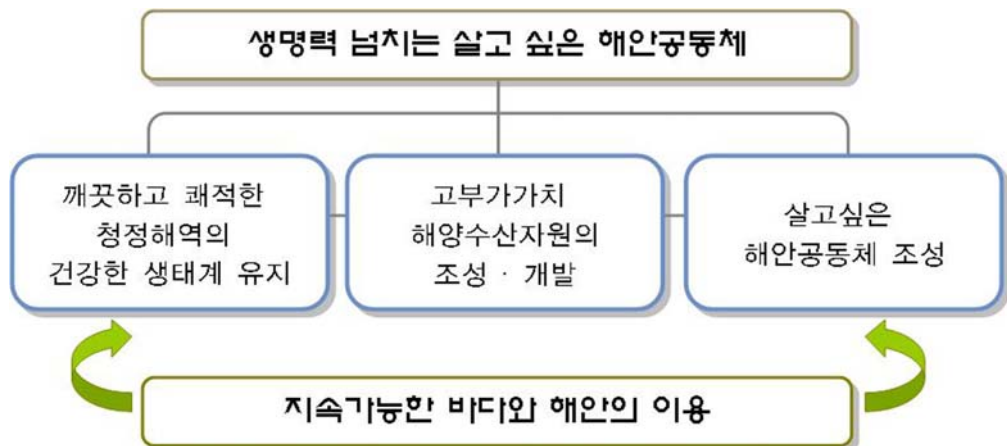 생명력 넘치는 살고 싶은 해안공동체
깨끗하고 쾌적한
청정해역의
건강한 생태계 유지
고부가가치
해양수산자원의
조성 · 개발
살고싶은
해안공동체 조성
지속가능한 바다와 해안의 이용